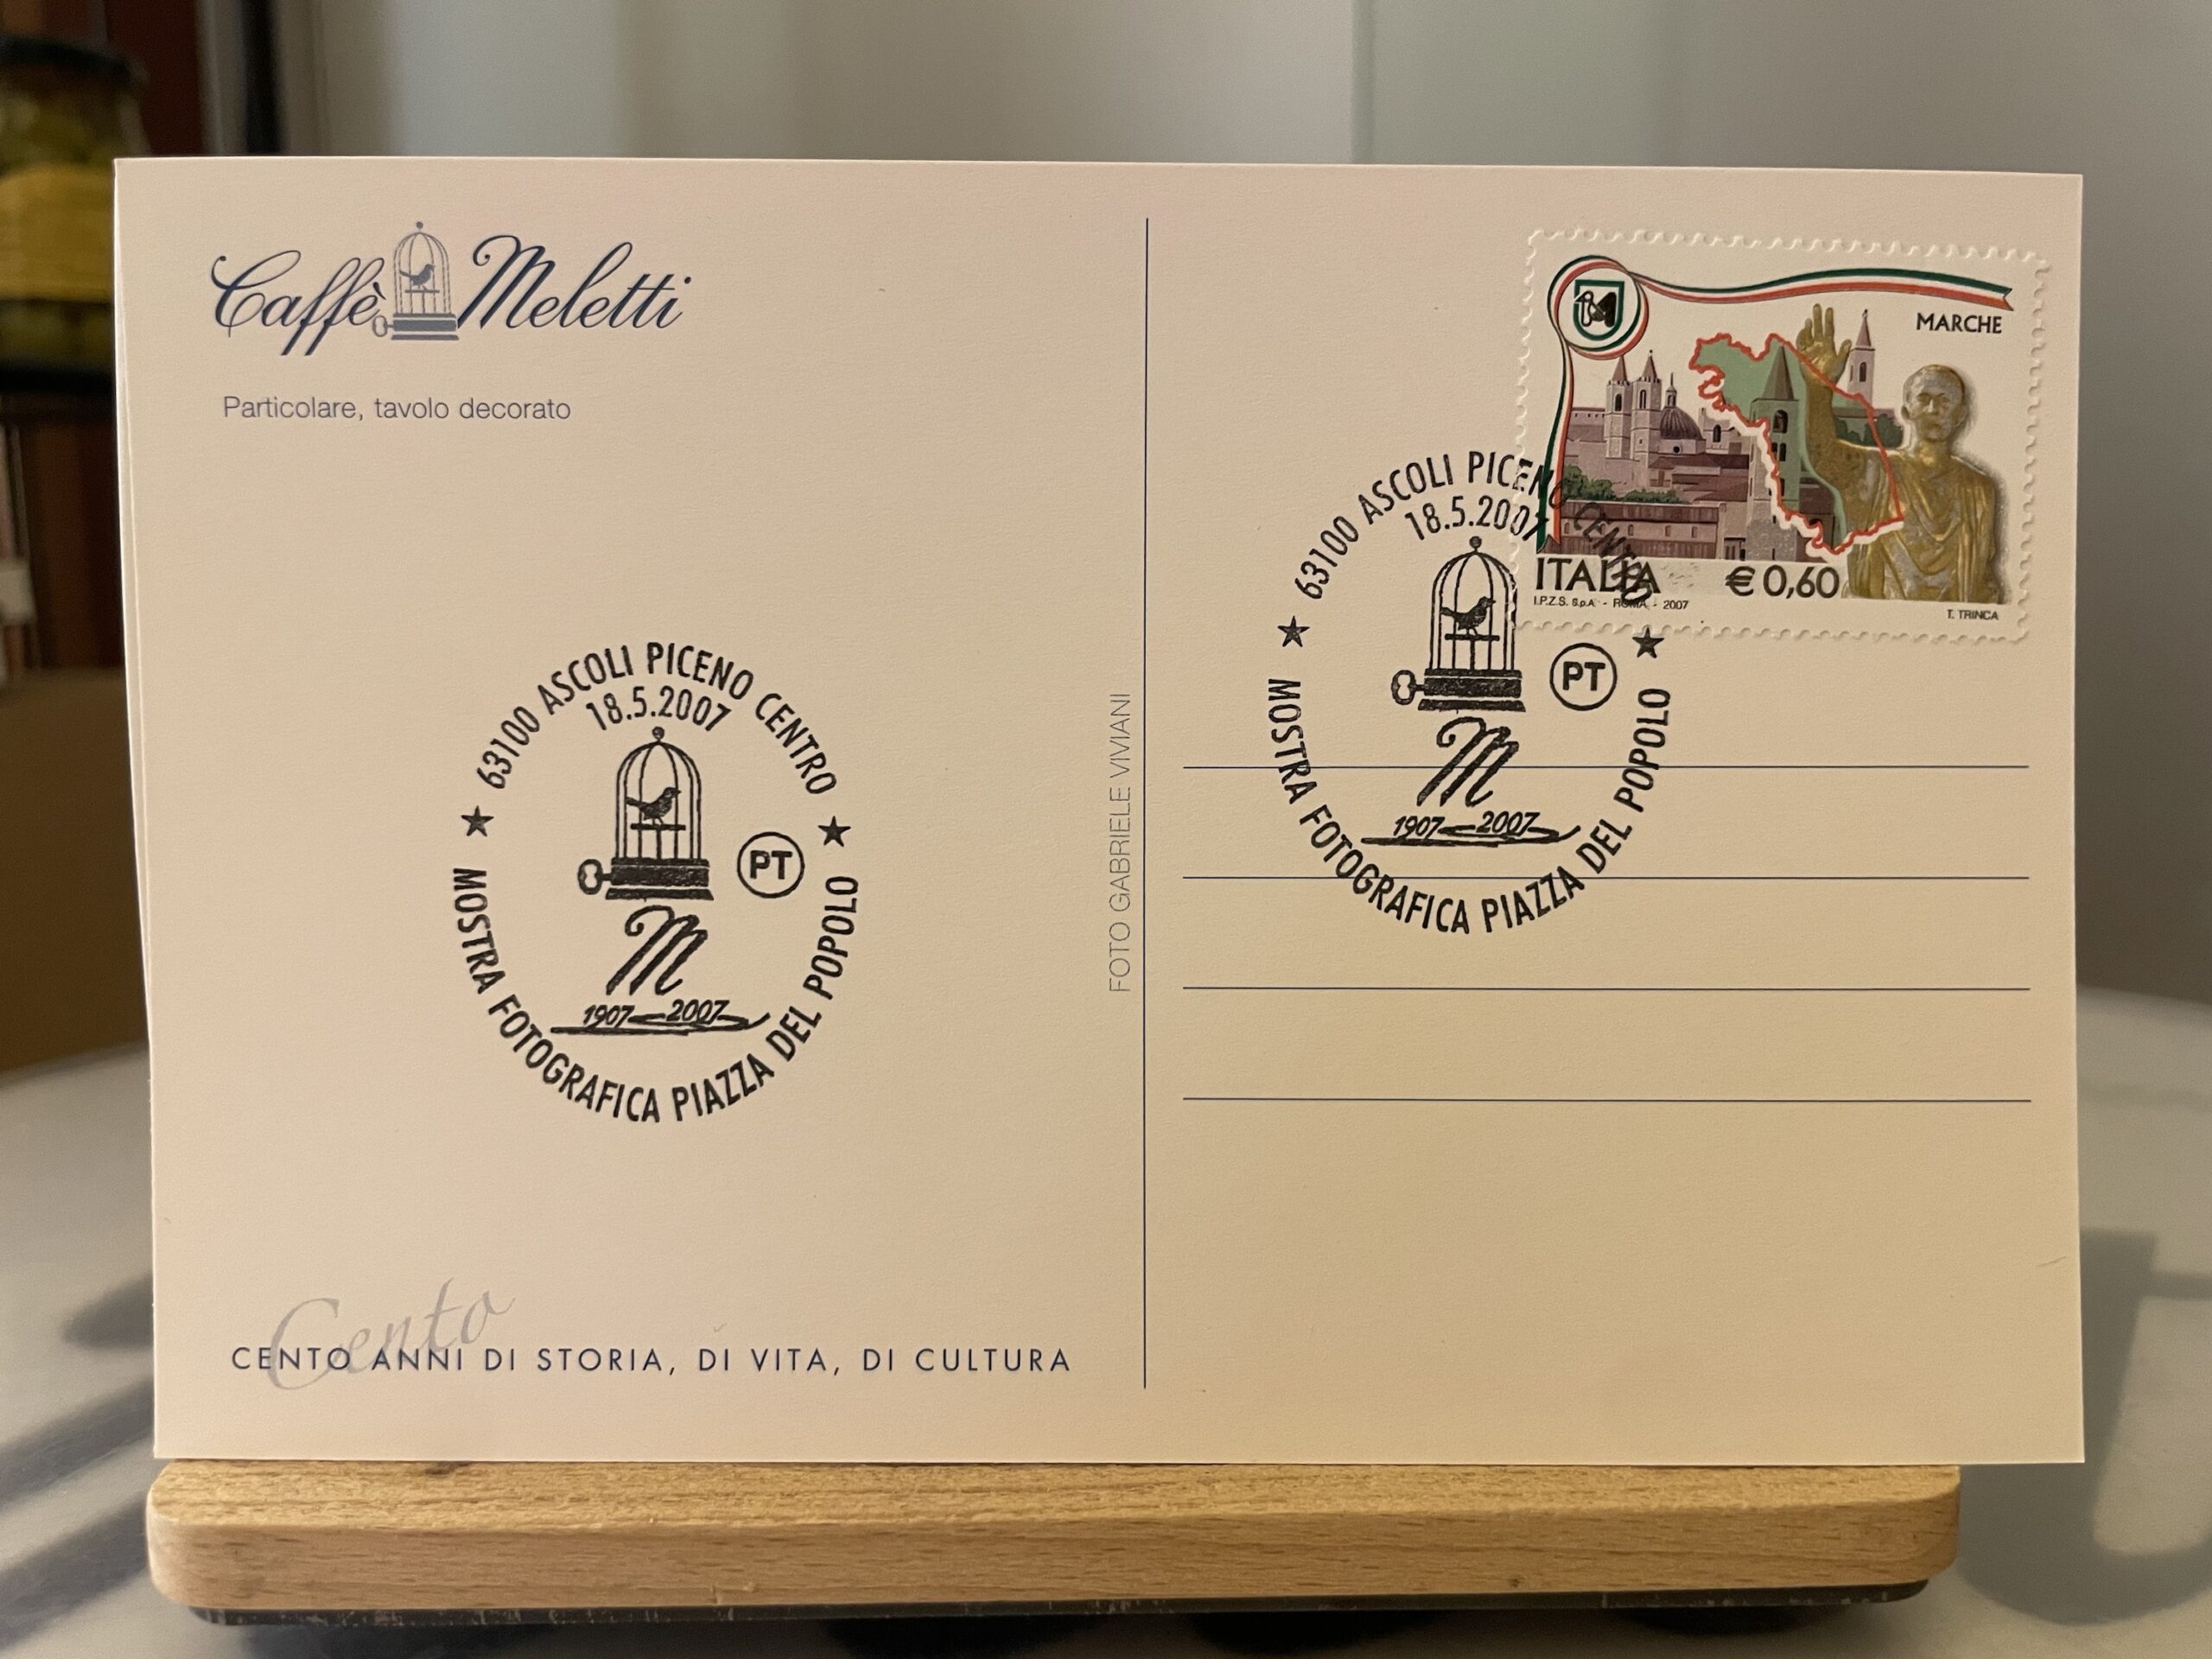 Caffè Meletti
Particolare, tavolo decorato
63100 ASCOLI PICENO CENTRO
18.5.2007
PT
M
1907 2007
MOSTRA FOTOGRAFICA PIAZZA DEL POPOLO
Cento
CENTO ANNI DI STORIA, DI VITA, DI CULTURA
FOTO GABRIELE VIVIANI
MARCHE
ITALIA € 0,60
I.P.Z.S. S.p.A. - ROMA - 2007
T. TRINCA
63100 ASCOLI PICENO CENTRO
18.5.2007
PT
M
1907 2007
MOSTRA FOTOGRAFICA PIAZZA DEL POPOLO